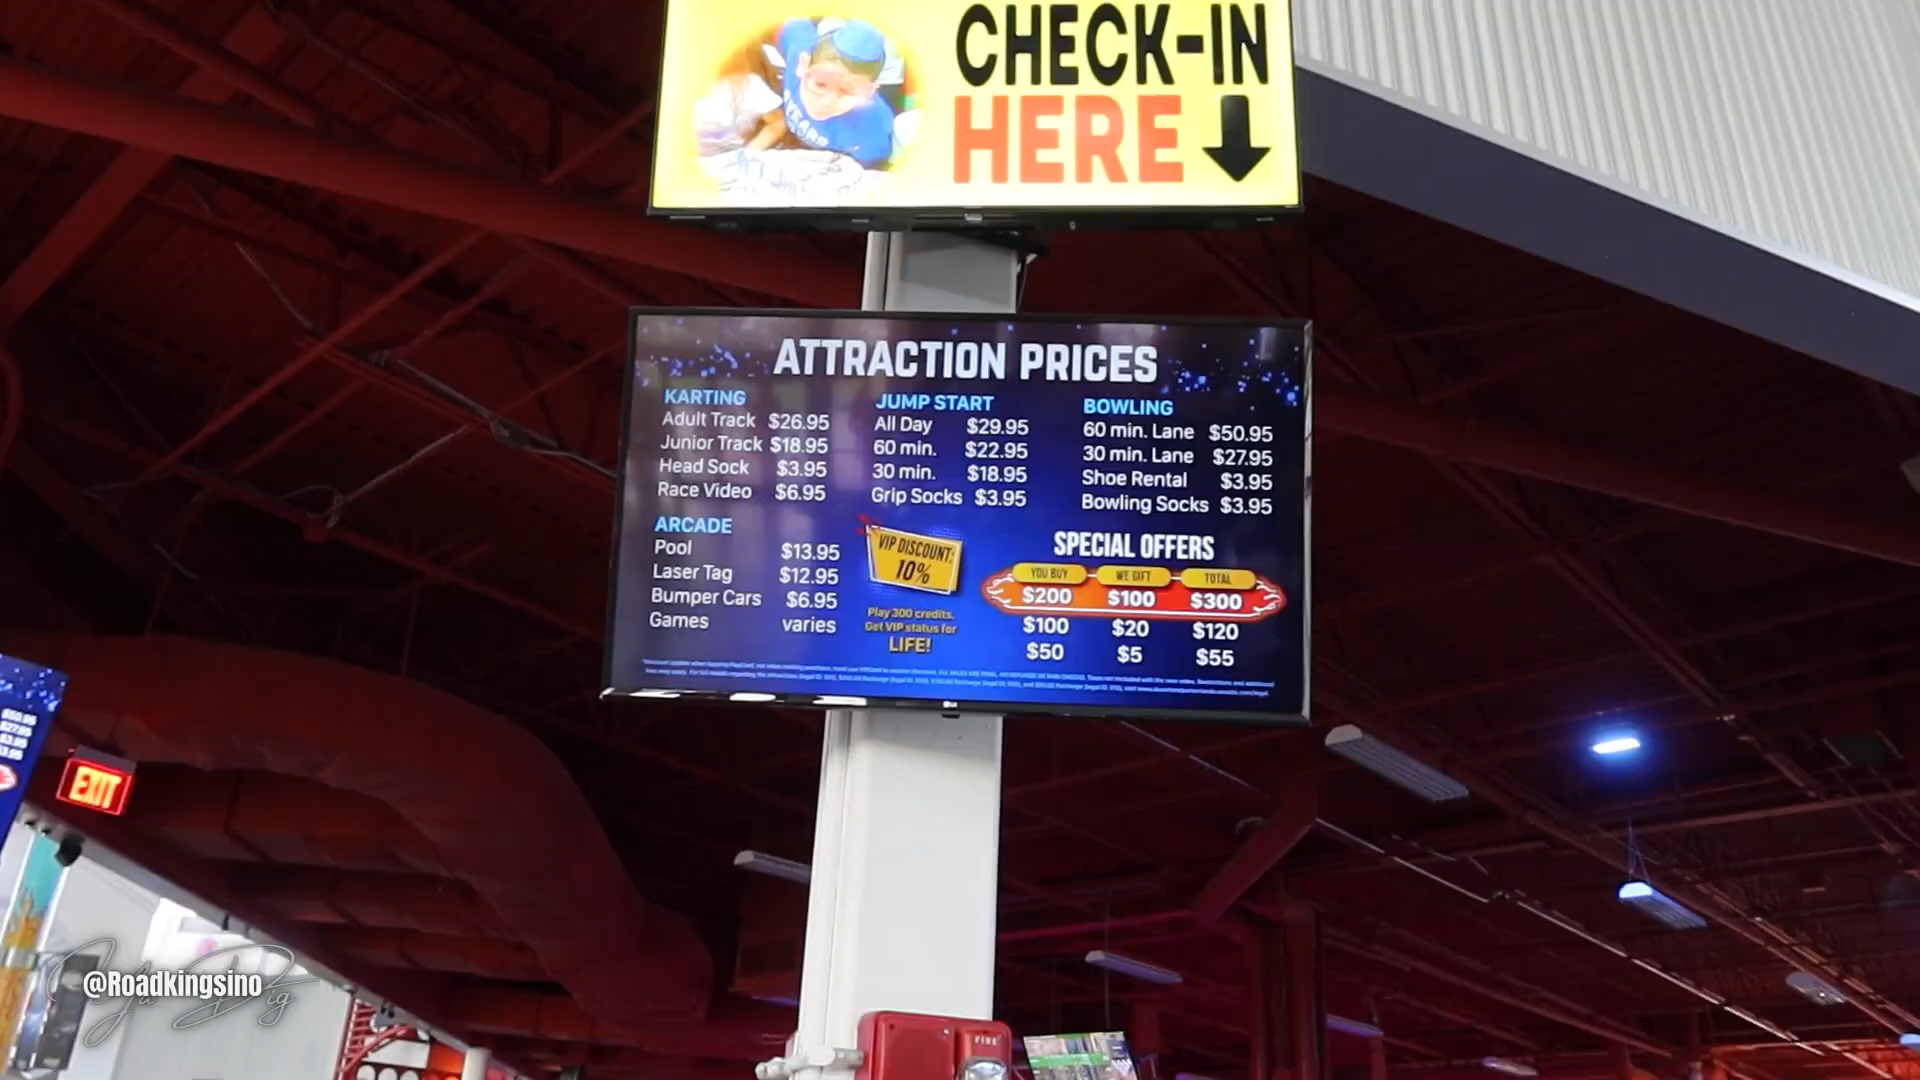 CHECK-IN
HERE
ATTRACTION PRICES
KARTING
Adult Track $26.95
Junior Track $18.95
Head Sock $3.95
Race Video $6.95
JUMP START
All Day $29.95
60 min. $22.95
30 min. $18.95
Grip Socks $3.95
BOWLING
60 min. Lane $50.95
30 min. Lane $27.95
Shoe Rental $3.95
Bowling Socks $3.95
ARCADE
Pool $13.95
Laser Tag $12.95
Bumper Cars $6.95
Games varies
VIP DISCOUNT:
10%
Play 300 credits.
Get VIP status for
LIFE!
SPECIAL OFFERS
YOU BUY WE GIFT TOTAL
$200 $100 $300
$100 $20 $120
$50 $5 $55
EXIT
@Roadkingsino
FIRE